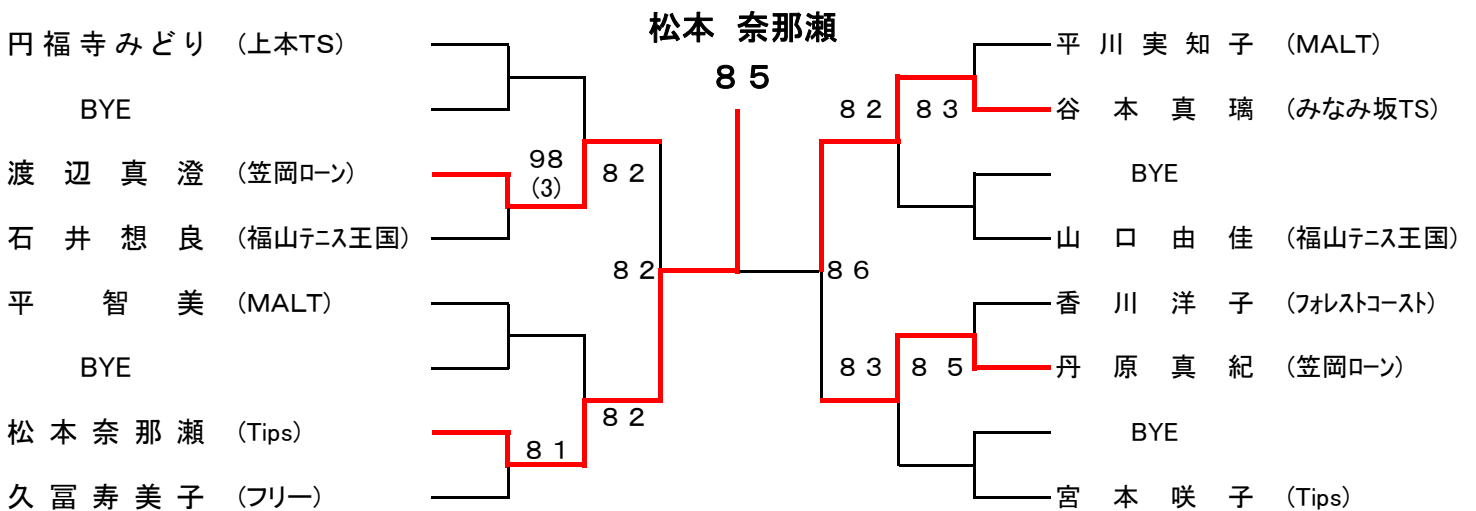 松本 奈那瀬
85
円福寺みどり (上本TS)
BYE
渡辺真澄 (笠岡ローン)
石井想良 (福山テニス王国)
平智美 (MALT)
BYE
松本奈那瀬 (Tips)
久冨寿美子 (フリー)
98
(3)
82
82
82
81
平川実知子 (MALT)
谷本真璃 (みなみ坂TS)
BYE
山口由佳 (福山テニス王国)
香川洋子 (フォレストコースト)
丹原真紀 (笠岡ローン)
BYE
宮本咲子 (Tips)
82 83
86
83 85